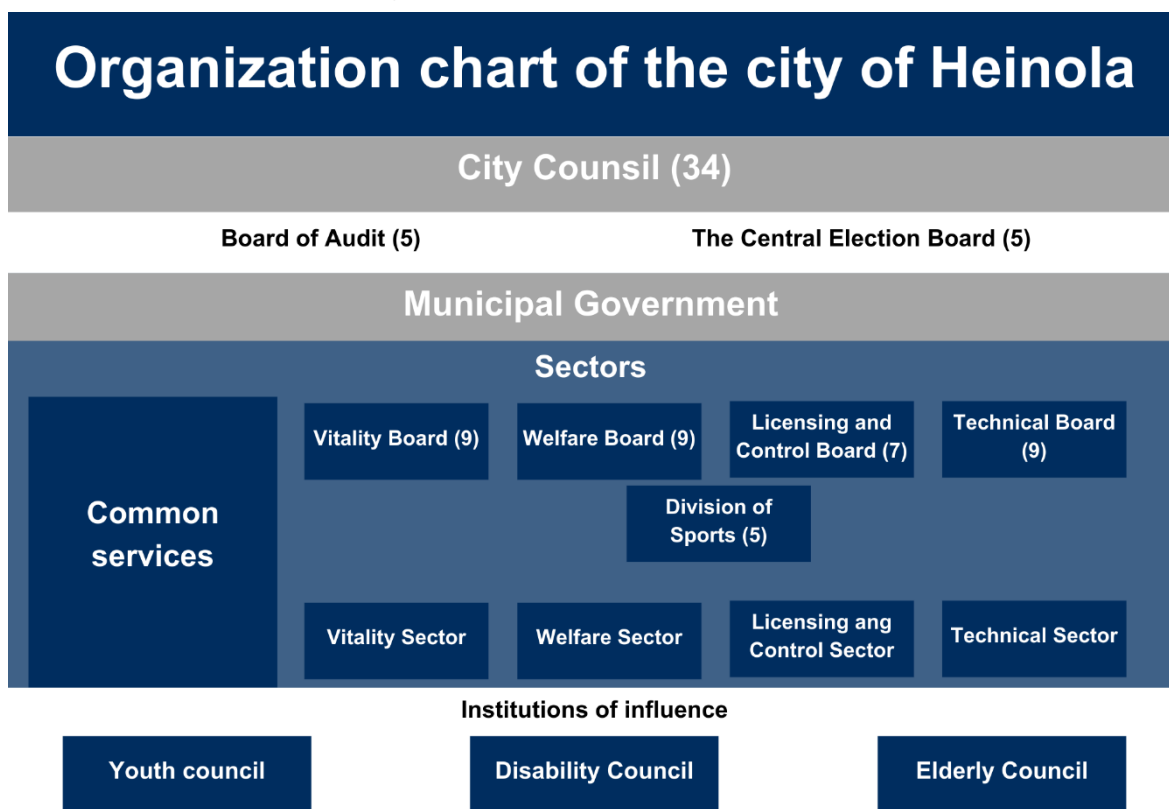 Organization chart of the city of Heinola
City Counsil (34)
Board of Audit (5)
The Central Election Board (5)
Municipal Government
Sectors
Common
services
Vitality Board (9)
Welfare Board (9)
Licensing and
Control Board (7)
Technical Board
(9)
Division of
Sports (5)
Vitality Sector
Welfare Sector
Licensing ang
Control Sector
Technical Sector
Institutions of influence
Youth council
Disability Council
Elderly Council